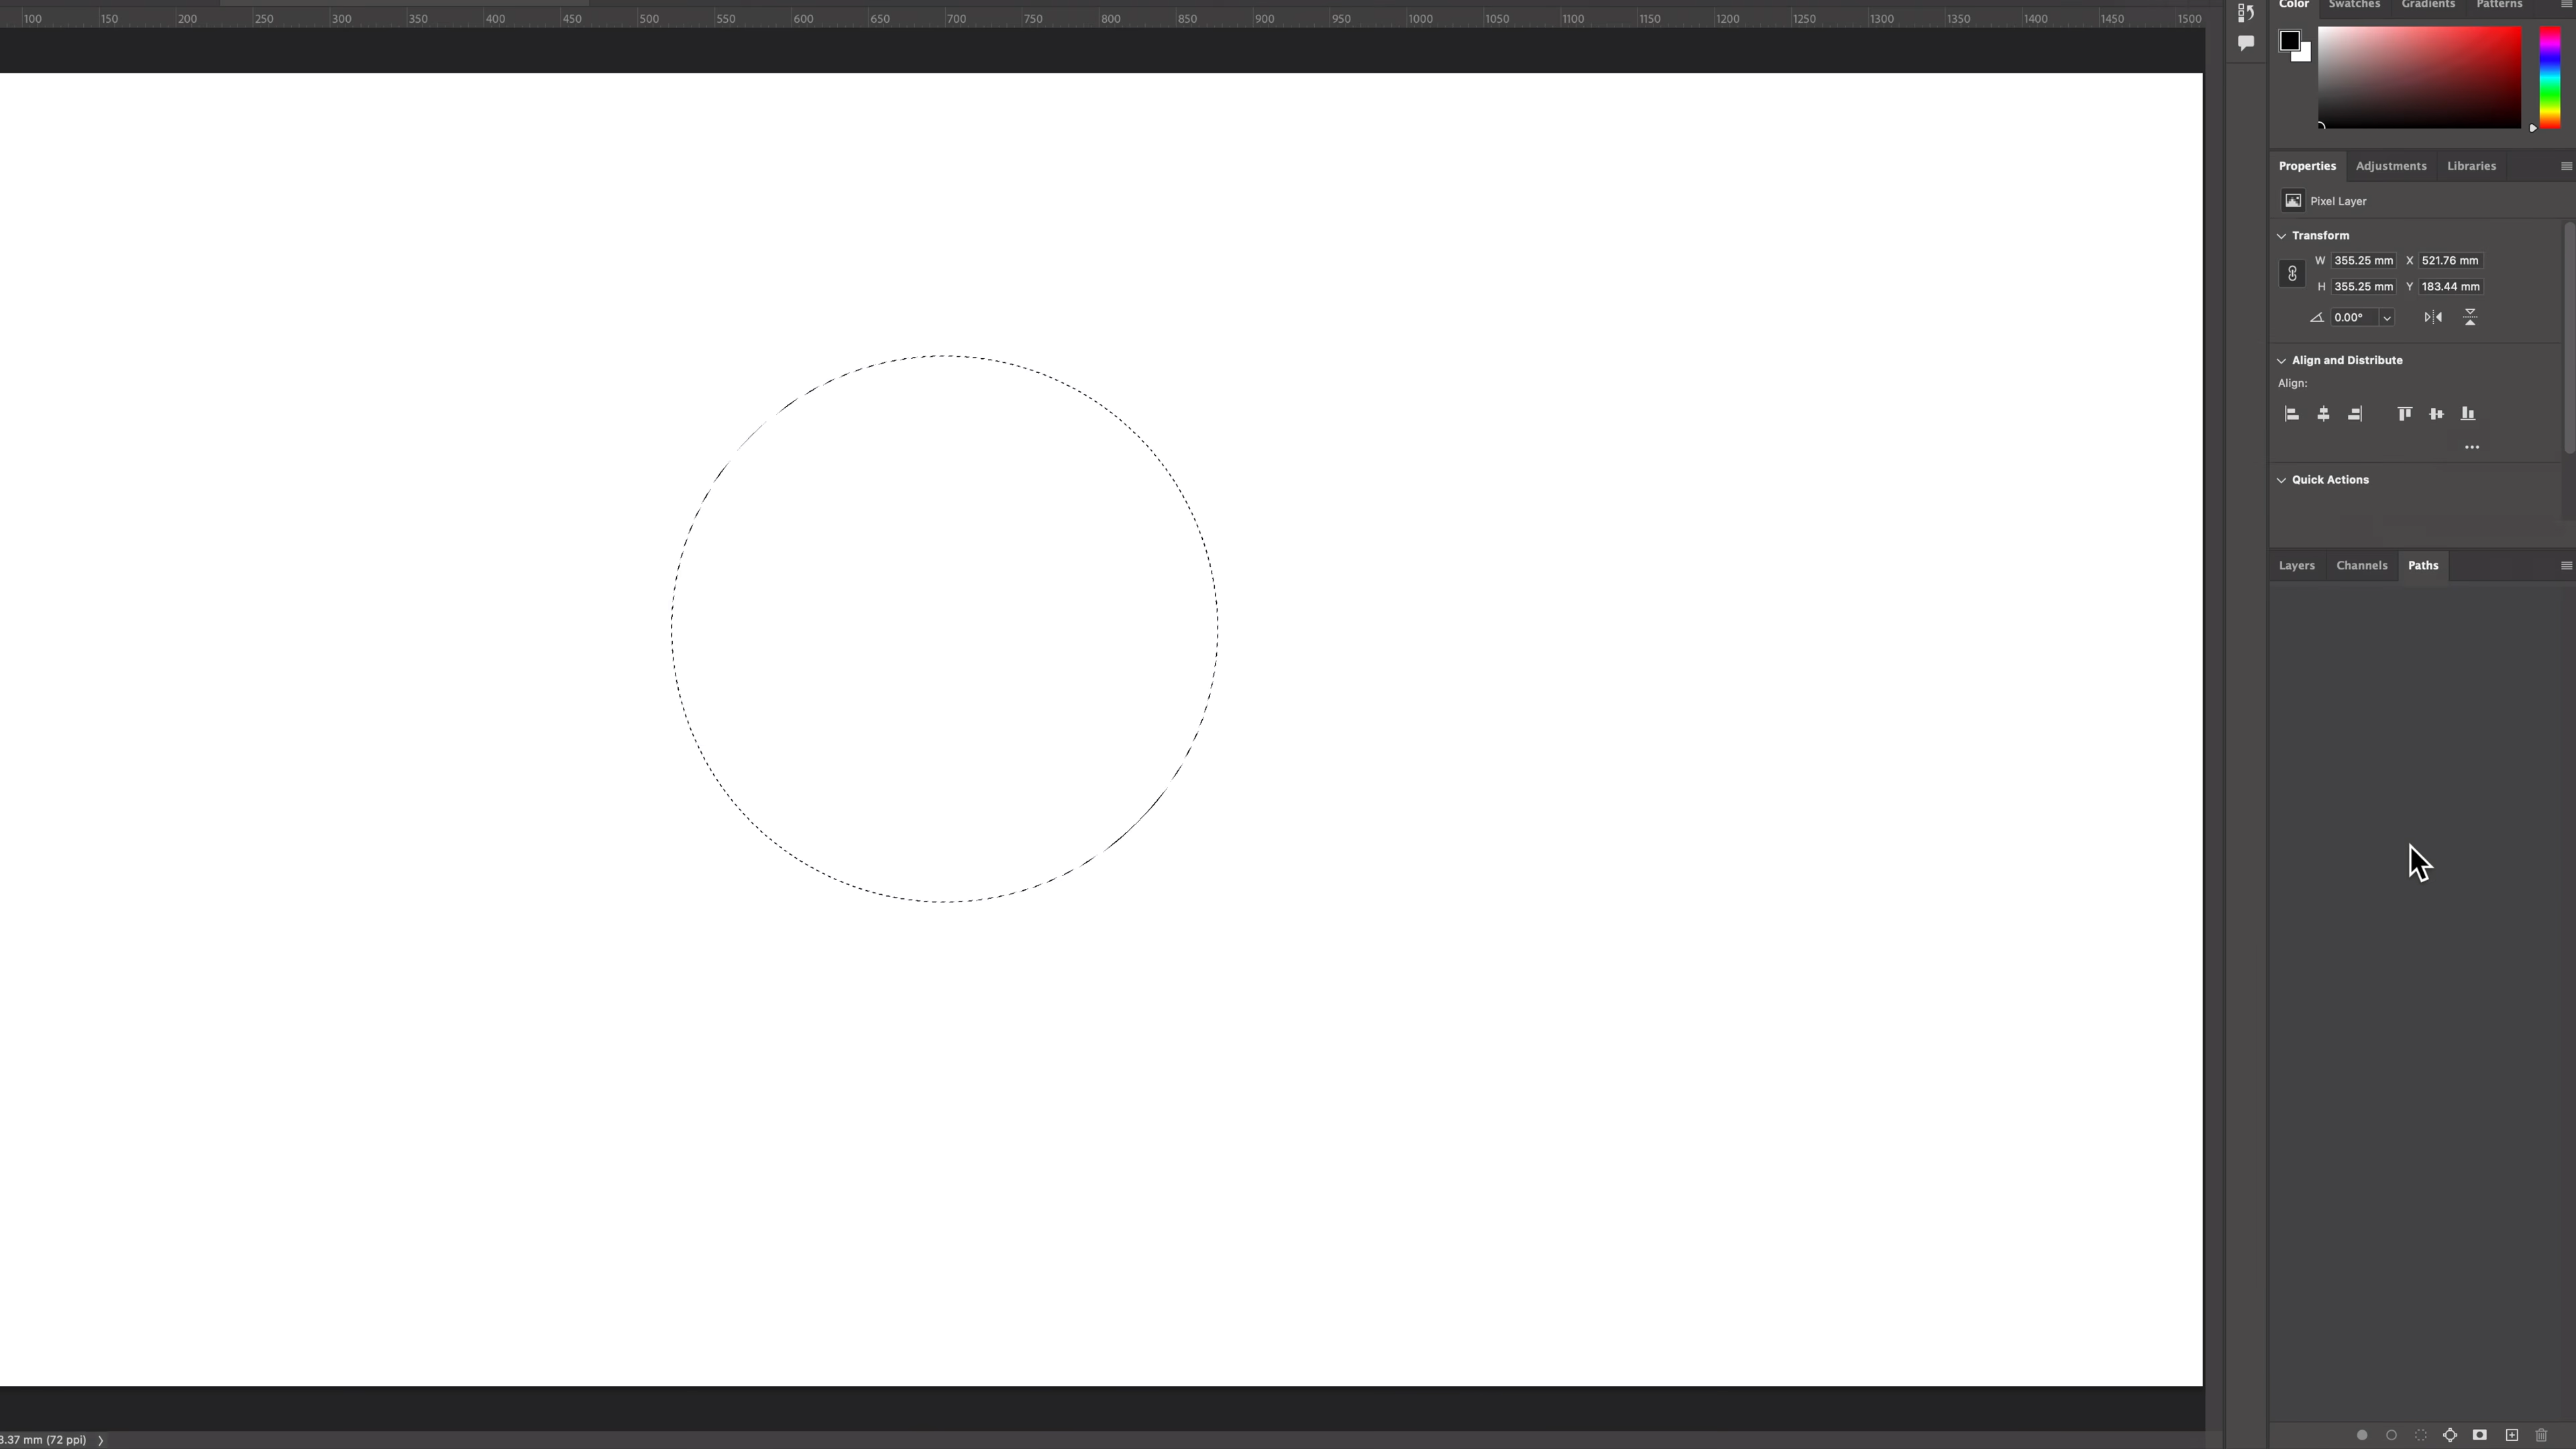 100 150 200 250 300 350 400 450 500 550 600 650 700 750 800 850 900 950 1000 1050 1100 1150 1200 1250 1300 1350 1400 1450 1500
Color Swatches Gradients Patterns
Properties Adjustments Libraries
Pixel Layer
Transform
W 355.25 mm X 521.76 mm
H 355.25 mm Y 183.44 mm
0.00°
Align and Distribute
Align:
Quick Actions
Layers Channels Paths
3.37 mm (72 ppi)